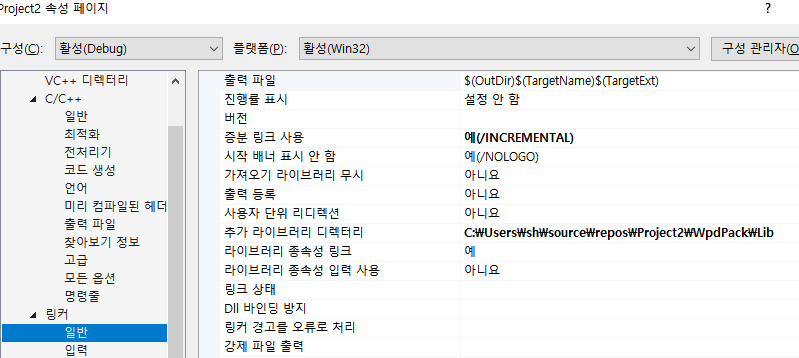 Project2 속성 페이지
?
구성(C): 활성(Debug) 플랫폼(P): 활성(Win32) 구성 관리자(O
VC++ 디렉터리
C/C++
일반
최적화
전처리기
코드 생성
언어
미리 컴파일된 헤더
출력 파일
찾아보기 정보
고급
모든 옵션
명령줄
링커
일반
입력
출력 파일 $(OutDir)$(TargetName)$(TargetExt)
진행률 표시 설정 안 함
버전
증분 링크 사용 예(/INCREMENTAL)
시작 배너 표시 안 함 예(/NOLOGO)
가져오기 라이브러리 무시 아니요
출력 등록 아니요
사용자 단위 리디렉션 아니요
추가 라이브러리 디렉터리 C:₩Users₩sh₩source₩repos₩Project2₩WpdPack₩Lib
라이브러리 종속성 링크 예
라이브러리 종속성 입력 사용 아니요
링크 상태
Dll 바인딩 방지
링커 경고를 오류로 처리
강제 파일 출력